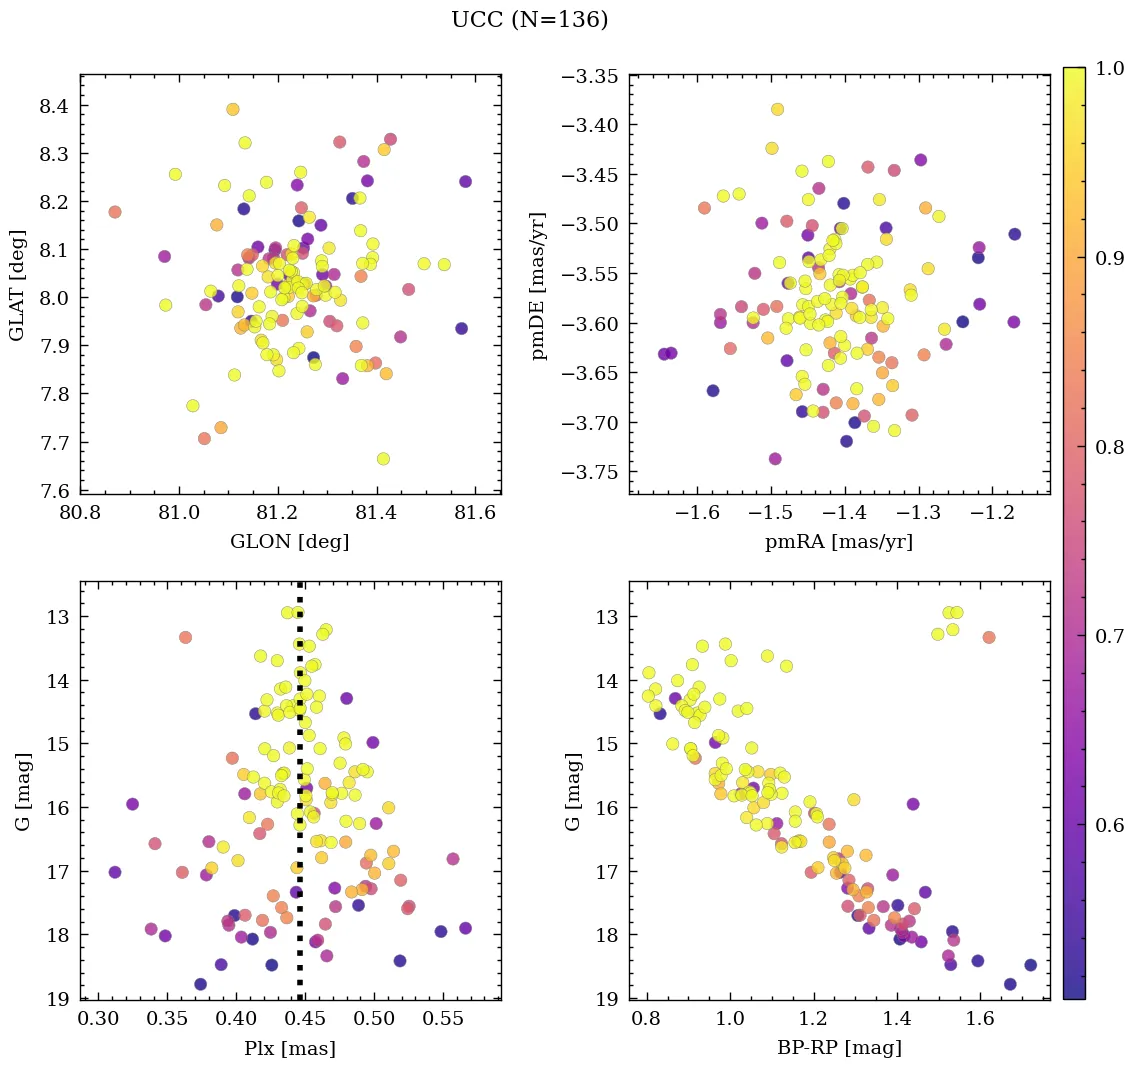 UCC (N=136)
8.4
8.3
8.2
8.1
8.0
7.9
7.8
7.7
7.6
GLAT [deg]
80.8 81.0 81.2 81.4 81.6
GLON [deg]
−3.35
−3.40
−3.45
−3.50
−3.55
−3.60
−3.65
−3.70
−3.75
pmDE [mas/yr]
−1.6 −1.5 −1.4 −1.3 −1.2
pmRA [mas/yr]
1.0
0.9
0.8
0.7
0.6
13
14
15
16
17
18
19
G [mag]
0.30 0.35 0.40 0.45 0.50 0.55
Plx [mas]
13
14
15
16
17
18
19
G [mag]
0.8 1.0 1.2 1.4 1.6
BP-RP [mag]